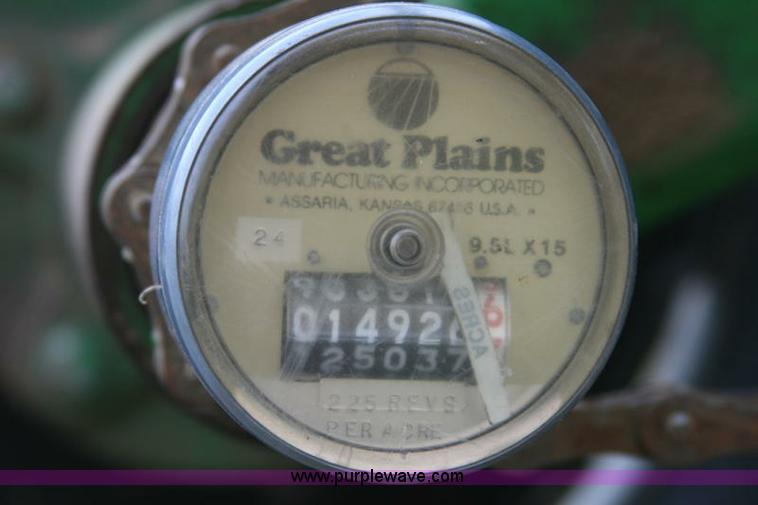 Great Plains
MANUFACTURING INCORPORATED
* ASSARIA, KANSAS 67416 U.S.A. *
24
9.5L X 15
ACRES
01492
25037
225 REVS
PER ACRE
www.purplewave.com